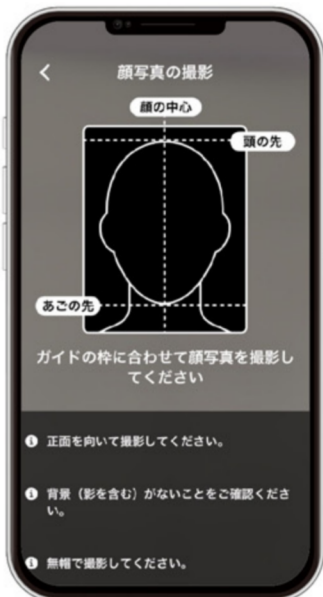 顔写真の撮影
顔の中心
頭の先
あごの先
ガイドの枠に合わせて顔写真を撮影し
てください
正面を向いて撮影してください。
背景（影を含む）がないことをご確認くださ
い。
無帽で撮影してください。